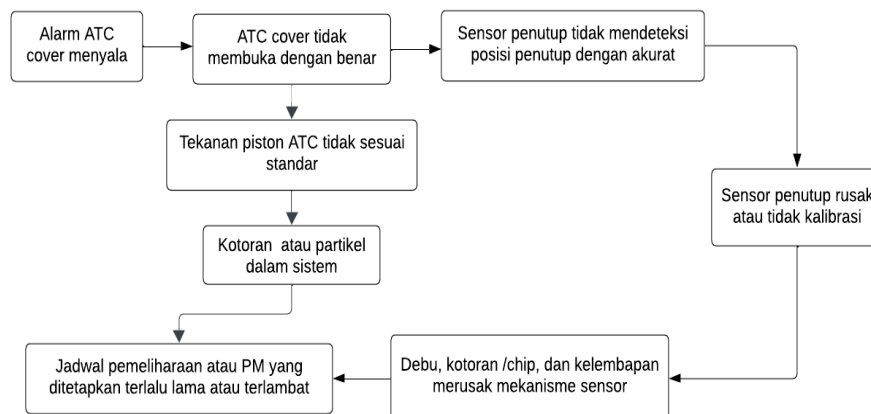 Alarm ATC
cover menyala
ATC cover tidak
membuka dengan benar
Sensor penutup tidak mendeteksi
posisi penutup dengan akurat
Tekanan piston ATC tidak sesuai
standar
Sensor penutup rusak
atau tidak kalibrasi
Kotoran atau partikel
dalam sistem
Jadwal pemeliharaan atau PM yang
ditetapkan terlalu lama atau terlambat
Debu, kotoran /chip, dan kelembapan
merusak mekanisme sensor